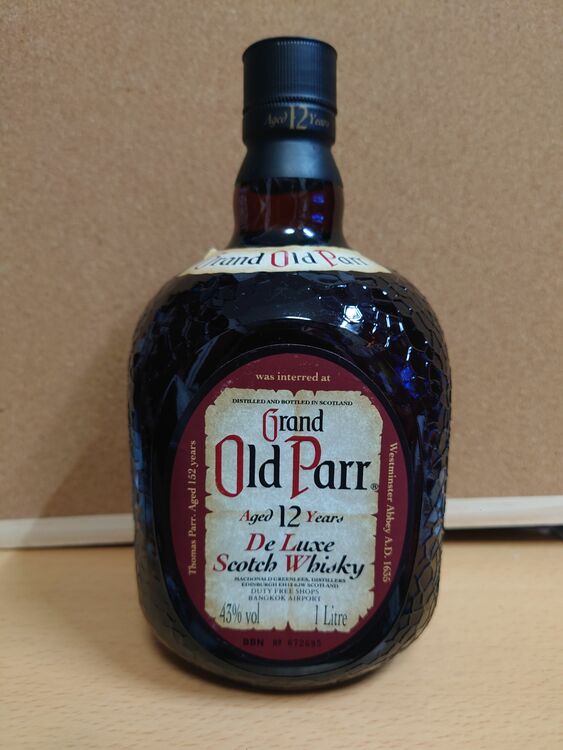 Aged 12 Years
Grand Old Parr
was interred at
DISTILLED AND BOTTLED IN SCOTLAND
Grand
Old Parr®
Thomas Parr. Aged 152 years
Westminster Abbey A.D. 1635
Aged 12 Years
De Luxe
Scotch Whisky
MACDONALD GREENLEES, DISTILLERS
EDINBURGH EH12 6JW SCOTLAND
DUTY FREE SHOPS
BANGKOK AIRPORT
43% vol 1 Litre
BBN RF 672695